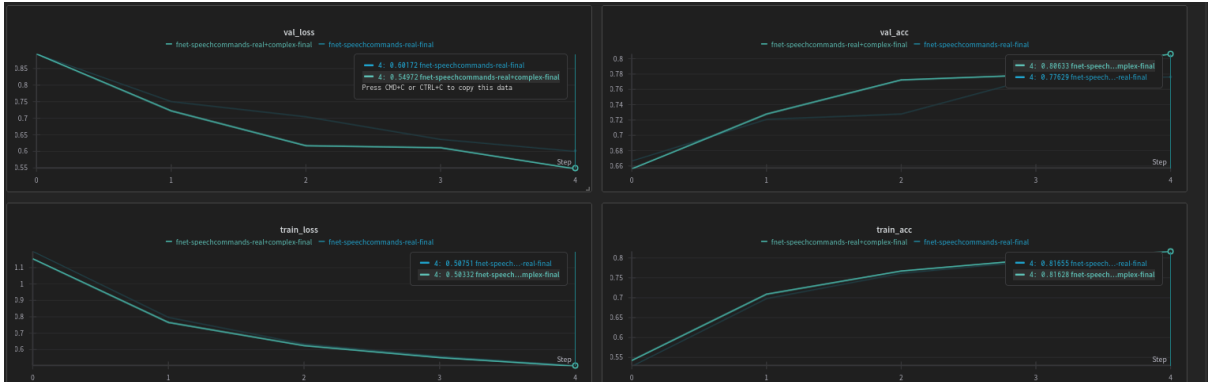 val_loss
fnet-speechcommands-real+complex-final fnet-speechcommands-real-final
4: 0.60172 fnet-speechcommands-real-final
4: 0.54972 fnet-speechcommands-real+complex-final
Press CMD+C or CTRL+C to copy this data
0.85
0.8
0.75
0.7
0.65
0.6
0.55
Step
0 1 2 3 4
val_acc
fnet-speechcommands-real+complex-final fnet-speechcommands-real-final
4: 0.80633 fnet-speech...mplex-final
4: 0.77629 fnet-speech...-real-final
0.8
0.78
0.76
0.74
0.72
0.7
0.68
0.66
Step
0 1 2 3 4
train_loss
fnet-speechcommands-real+complex-final fnet-speechcommands-real-final
4: 0.50751 fnet-speech...-real-final
4: 0.50332 fnet-speech...mplex-final
1.1
1
0.9
0.8
0.7
0.6
Step
0 1 2 3 4
train_acc
fnet-speechcommands-real+complex-final fnet-speechcommands-real-final
4: 0.81655 fnet-speech...-real-final
4: 0.81628 fnet-speech...mplex-final
0.8
0.75
0.7
0.65
0.6
0.55
Step
0 1 2 3 4